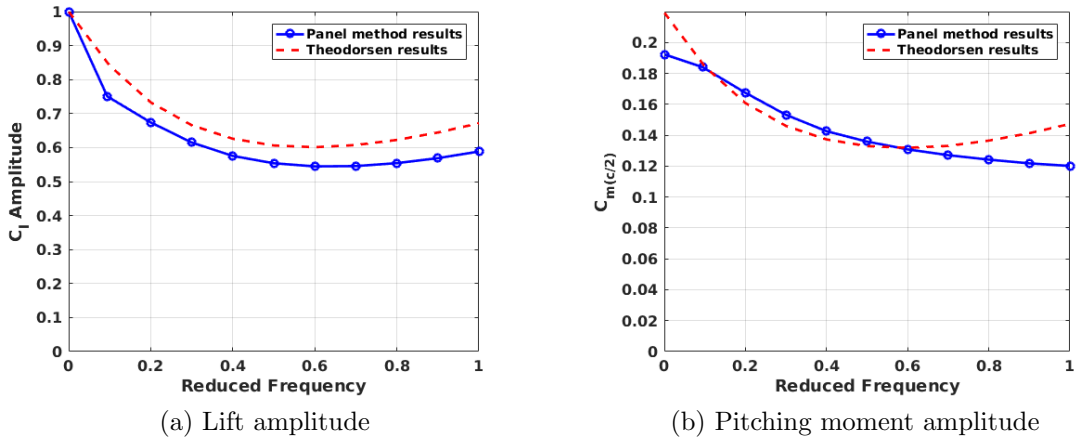 1
0.9
0.8
0.7
0.6
0.5
0.4
0.3
0.2
0.1
0
C_l Amplitude
Panel method results
Theodorsen results
0 0.2 0.4 0.6 0.8 1
Reduced Frequency
(a) Lift amplitude
0.2
0.18
0.16
0.14
0.12
0.1
0.08
0.06
0.04
0.02
0
C_m(c/2)
Panel method results
Theodorsen results
0 0.2 0.4 0.6 0.8 1
Reduced Frequency
(b) Pitching moment amplitude